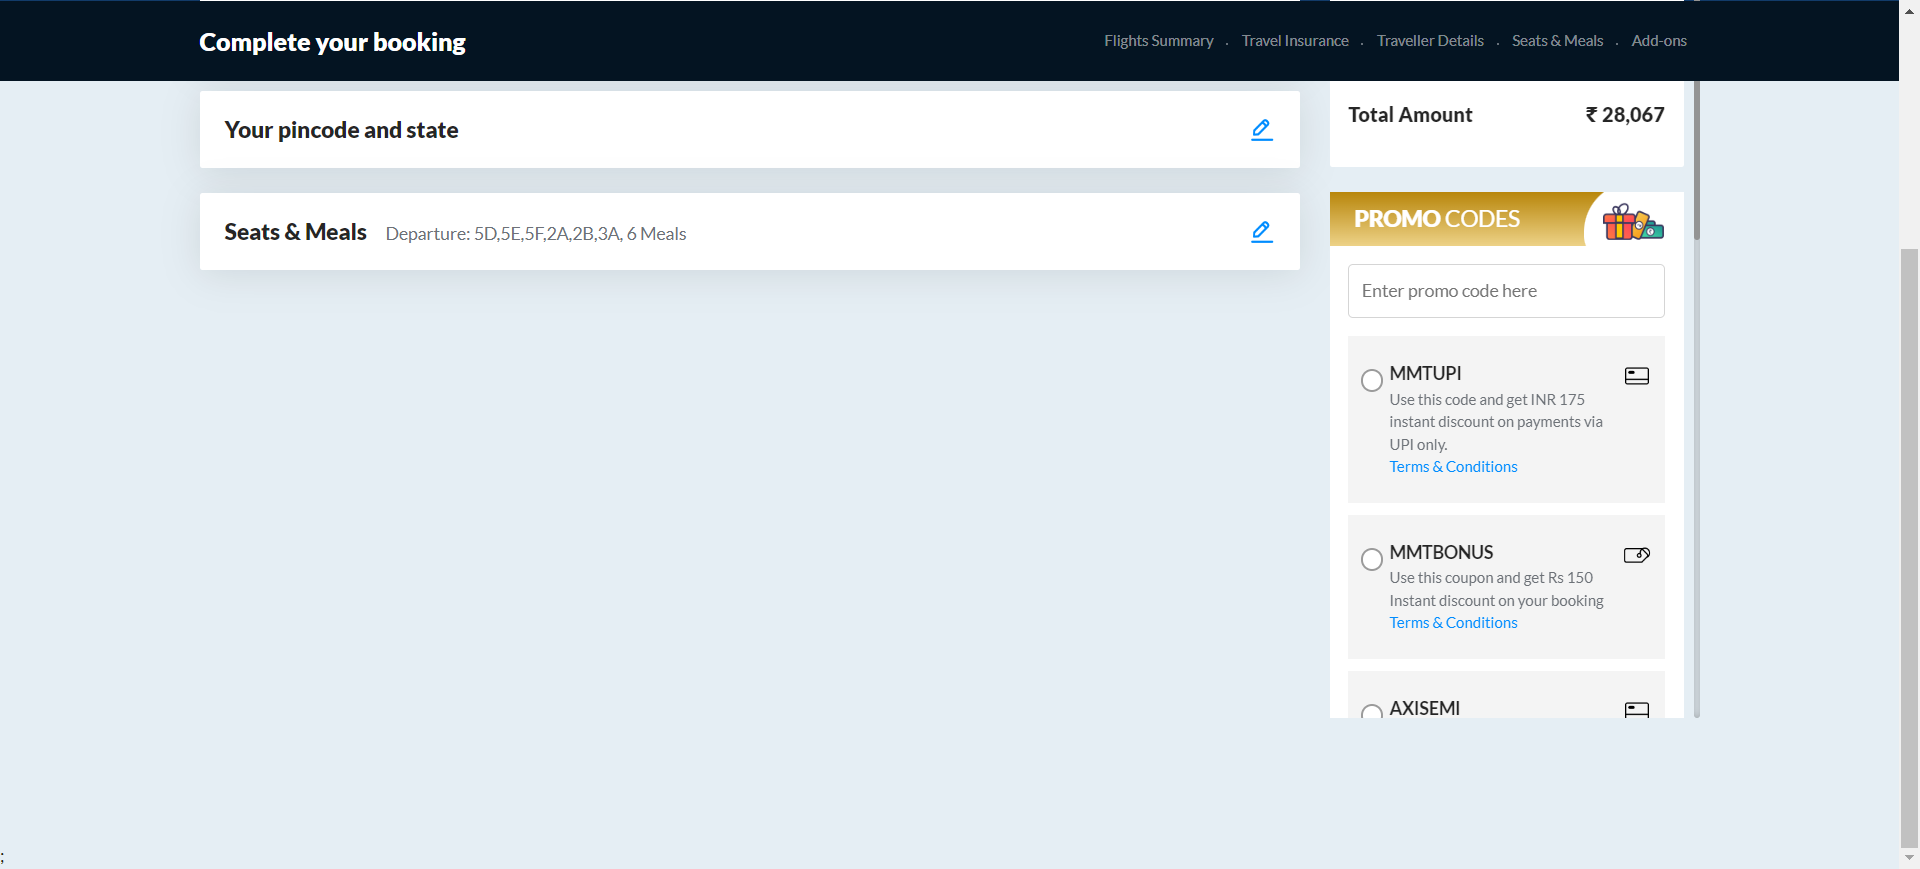 Complete your booking
Flights Summary . Travel Insurance . Traveller Details . Seats & Meals . Add-ons
Your pincode and state
Seats & Meals Departure: 5D,5E,5F,2A,2B,3A, 6 Meals
Total Amount ₹ 28,067
PROMO CODES
Enter promo code here
MMTUPI
Use this code and get INR 175
instant discount on payments via
UPI only.
Terms & Conditions
MMTBONUS
Use this coupon and get Rs 150
Instant discount on your booking
Terms & Conditions
AXISEMI
;